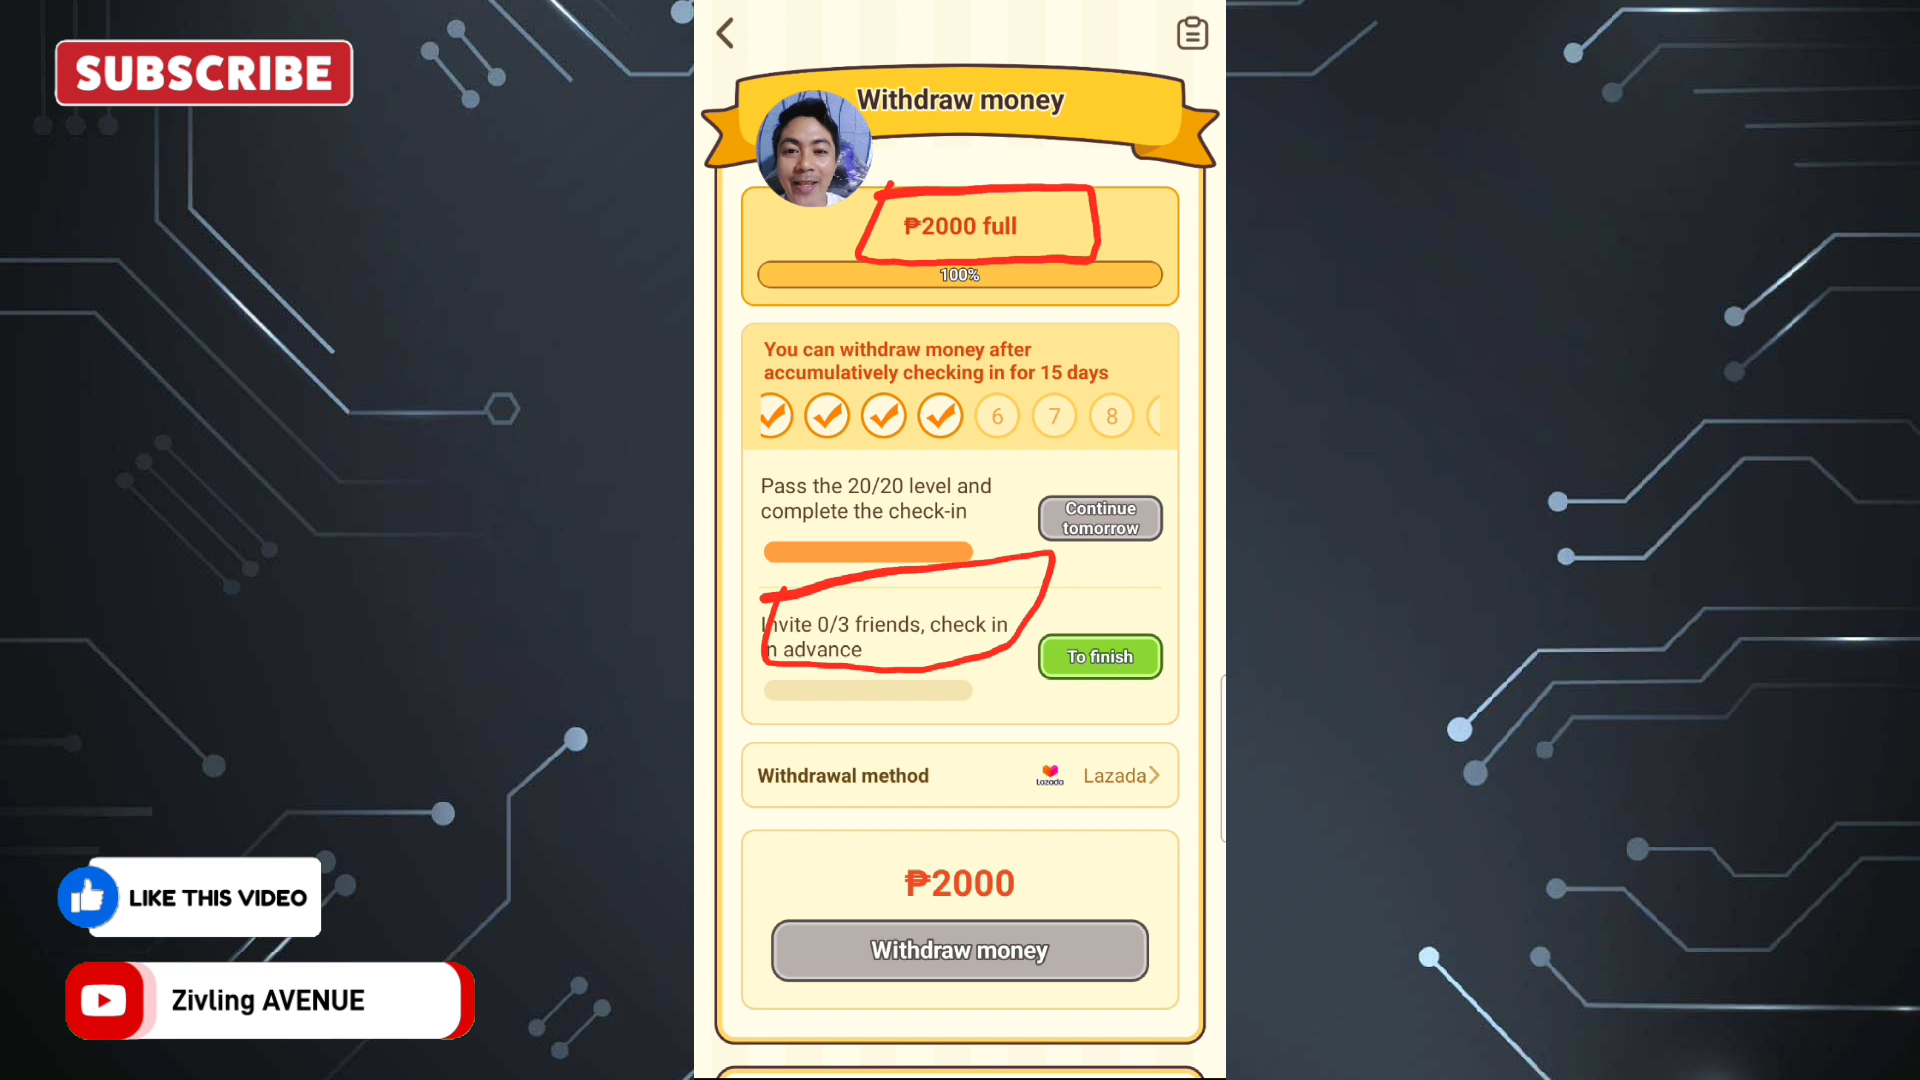 SUBSCRIBE
Withdraw money
₱2000 full
100%
You can withdraw money after
accumulatively checking in for 15 days
6 7 8
Pass the 20/20 level and
complete the check-in
Continue
tomorrow
Invite 0/3 friends, check in
in advance
To finish
Withdrawal method
Lazada
Lazada
₱2000
Withdraw money
LIKE THIS VIDEO
Zivling AVENUE